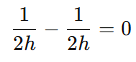 1/(2h) − 1/(2h) = 0